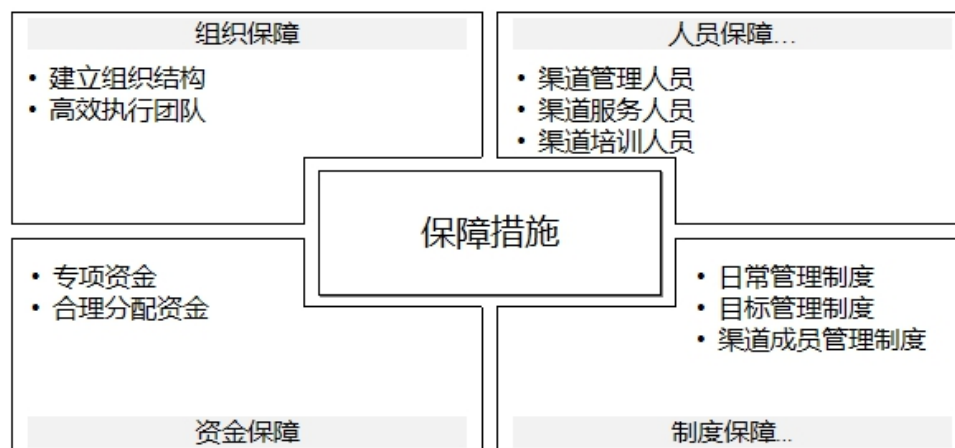 组织保障
• 建立组织结构
• 高效执行团队
人员保障...
• 渠道管理人员
• 渠道服务人员
• 渠道培训人员
保障措施
• 专项资金
• 合理分配资金
资金保障
• 日常管理制度
• 目标管理制度
• 渠道成员管理制度
制度保障...